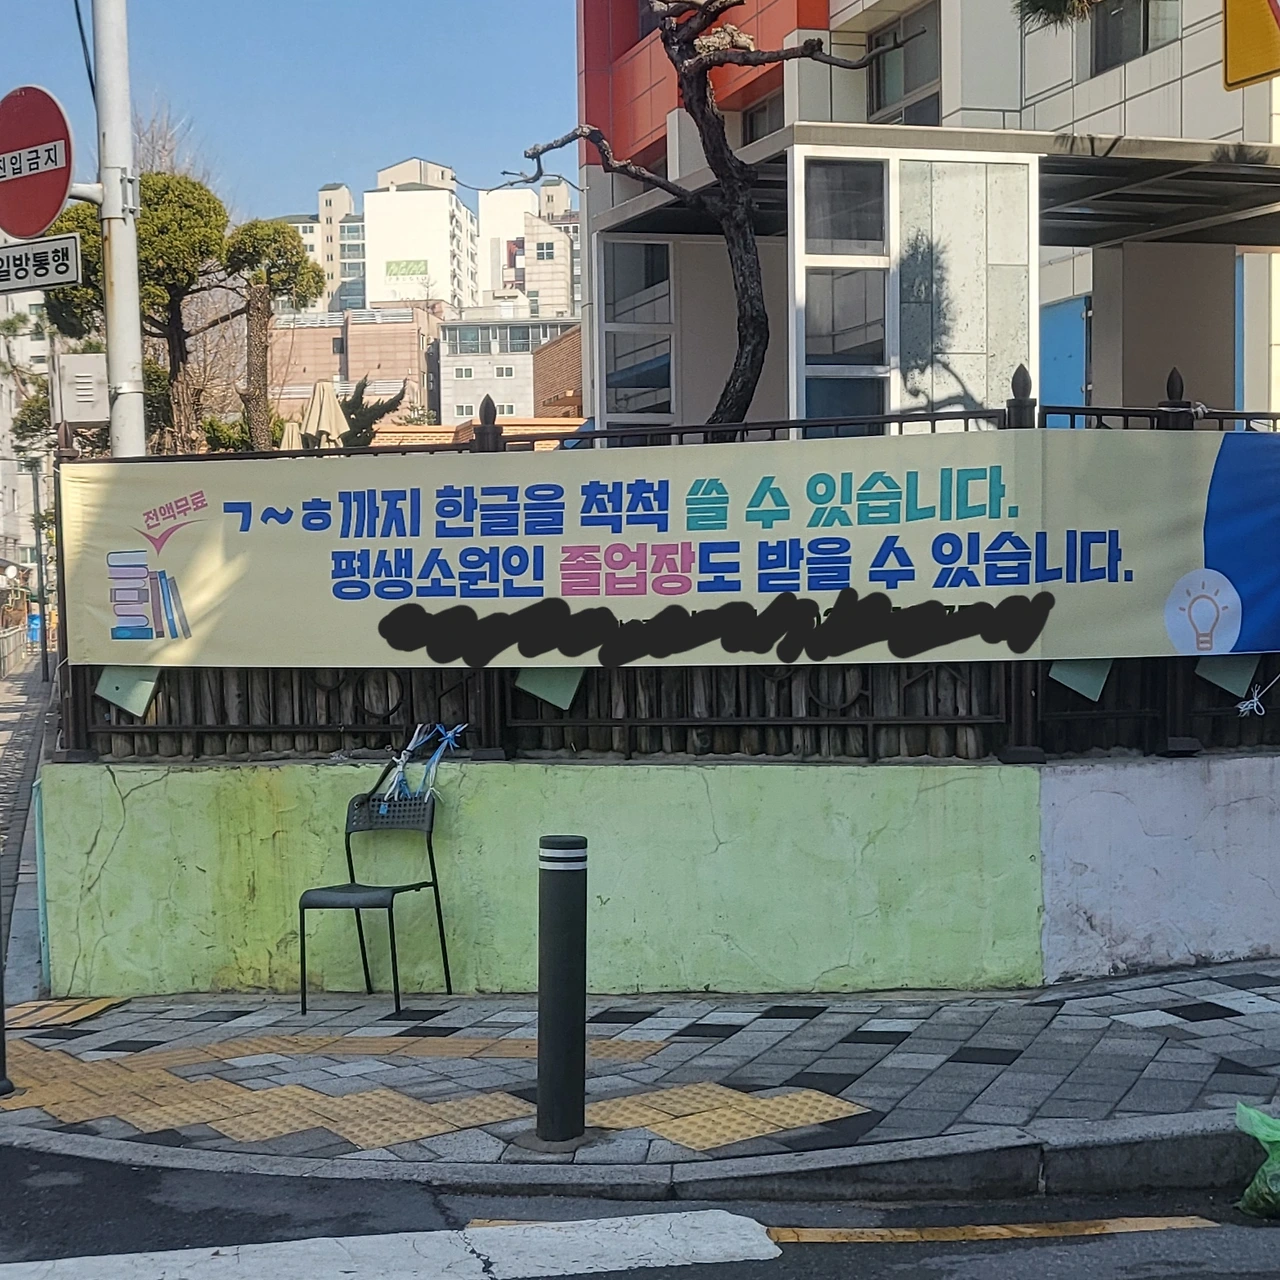 진입금지
일방통행
전액무료
ㄱ~ㅎ까지 한글을 척척 쓸 수 있습니다.
평생소원인 졸업장도 받을 수 있습니다.